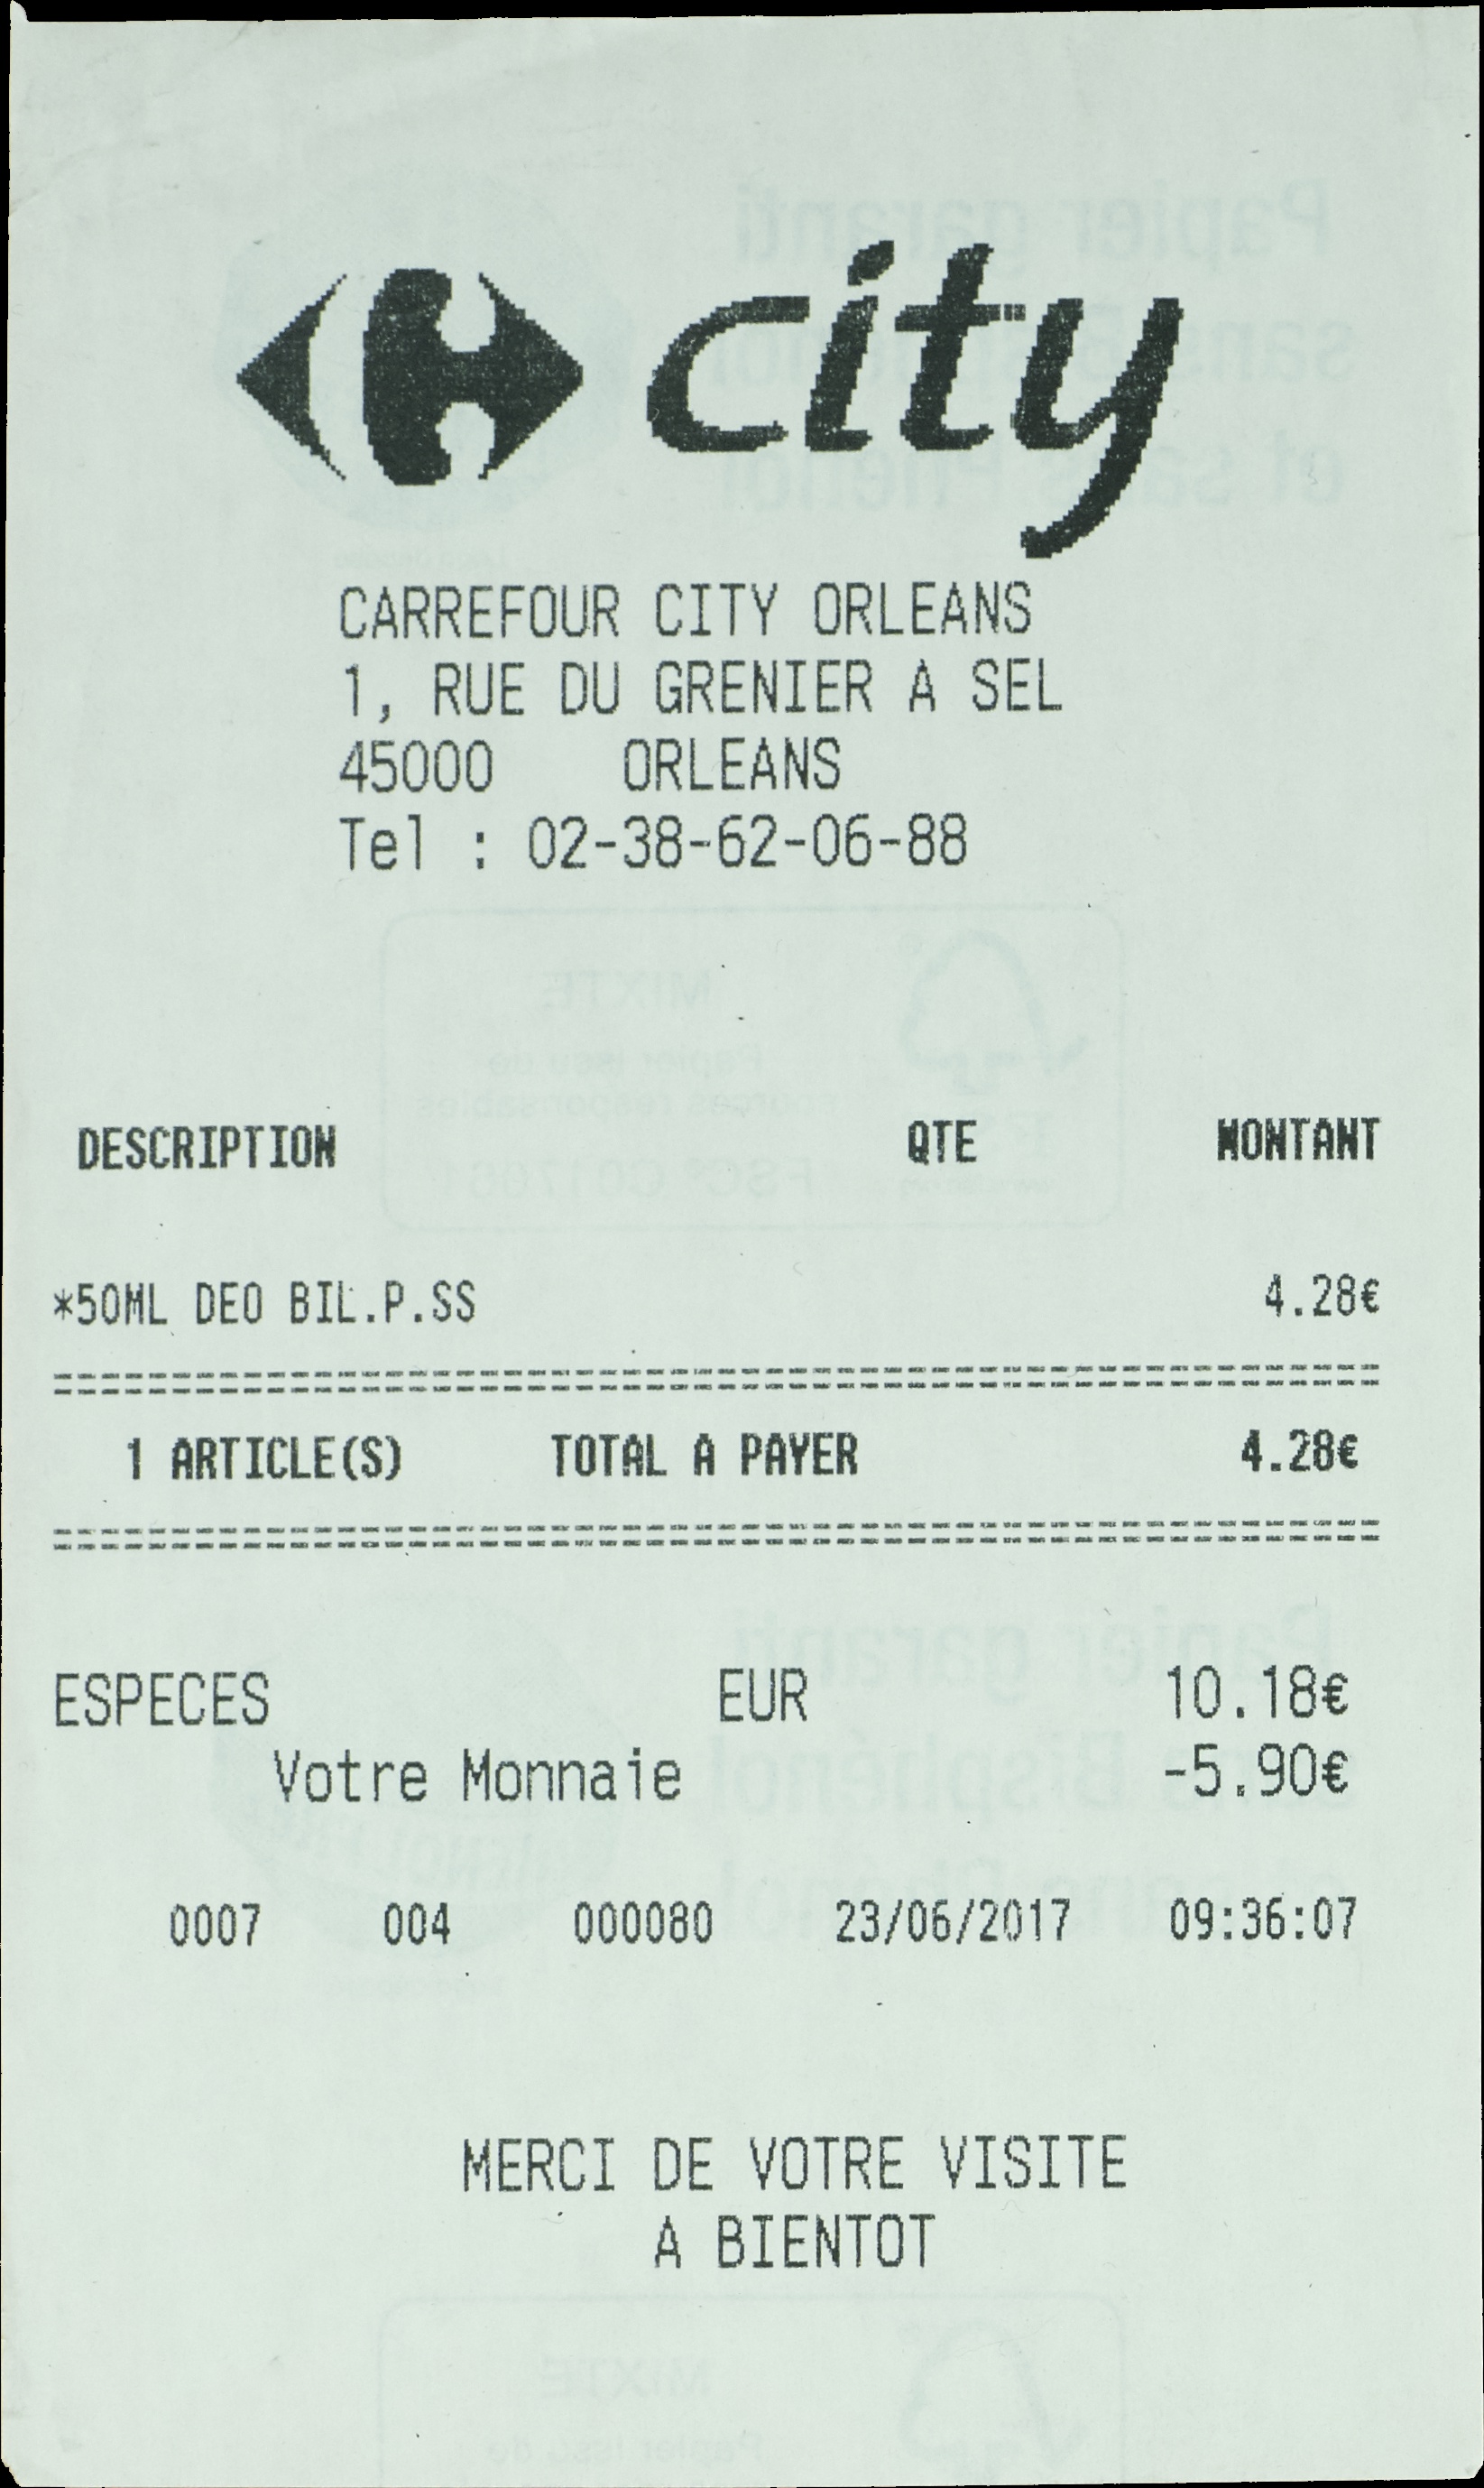 city
CARREFOUR CITY ORLEANS
1, RUE DU GRENIER A SEL
45000 ORLEANS
Tel : 02-38-62-06-88
DESCRIPTION QTE MONTANT
*50ML DEO BIL.P.SS 4.28€
1 ARTICLE(S) TOTAL A PAYER 4.28€
ESPECES EUR 10.18€
Votre Monnaie -5.90€
0007 004 000080 23/06/2017 09:36:07
MERCI DE VOTRE VISITE
A BIENTOT